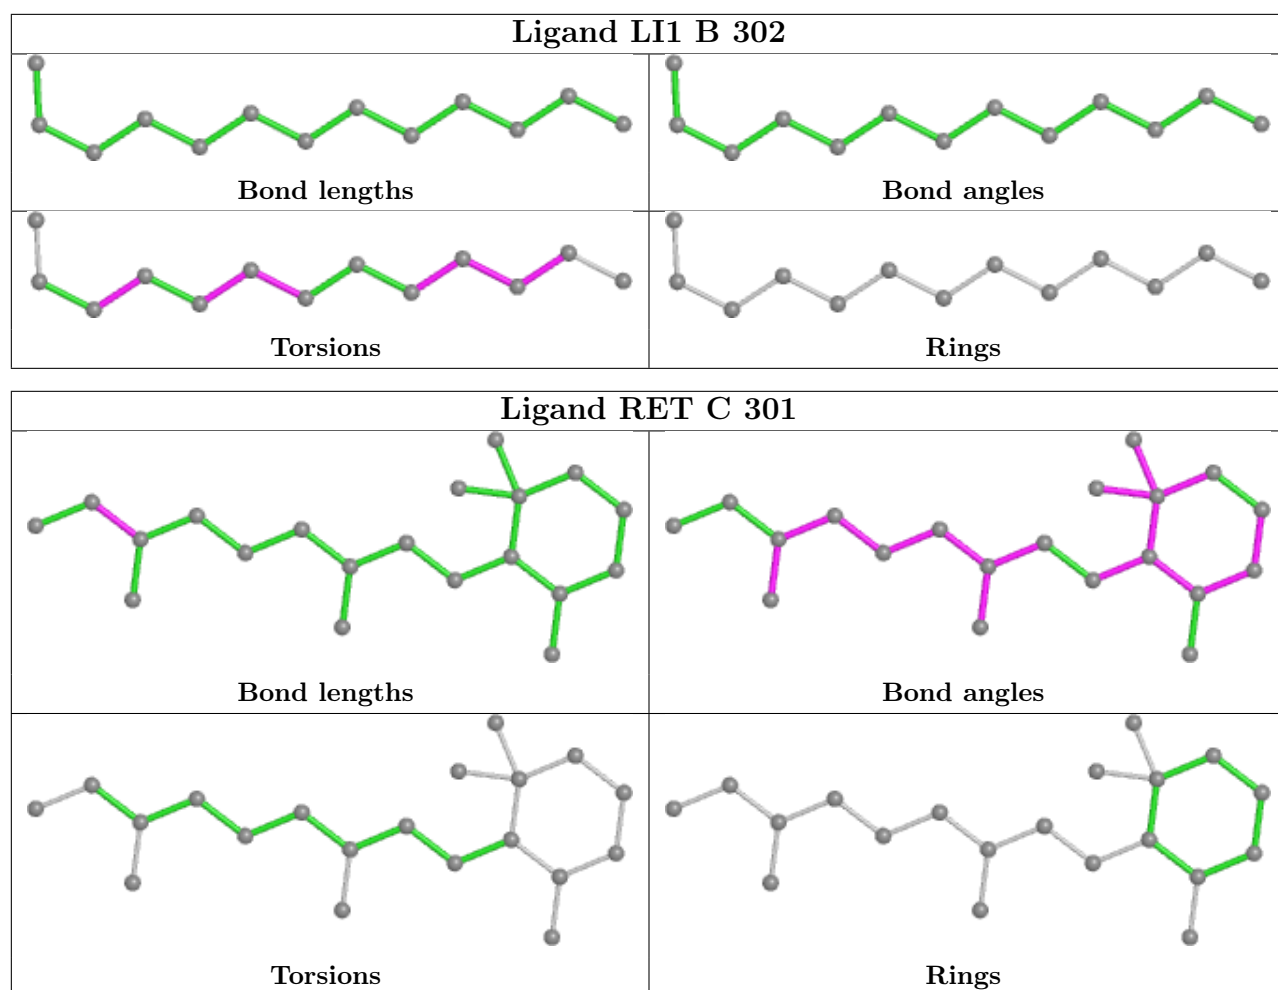 Ligand LI1 B 302
Bond lengths
Bond angles
Torsions
Rings
Ligand RET C 301
Bond lengths
Bond angles
Torsions
Rings